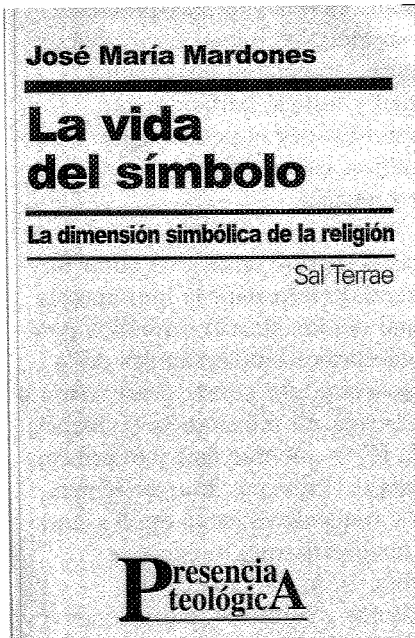 José María Mardones
La vida
del símbolo
La dimensión simbólica de la religión
Sal Terrae
Presencia
teológicA